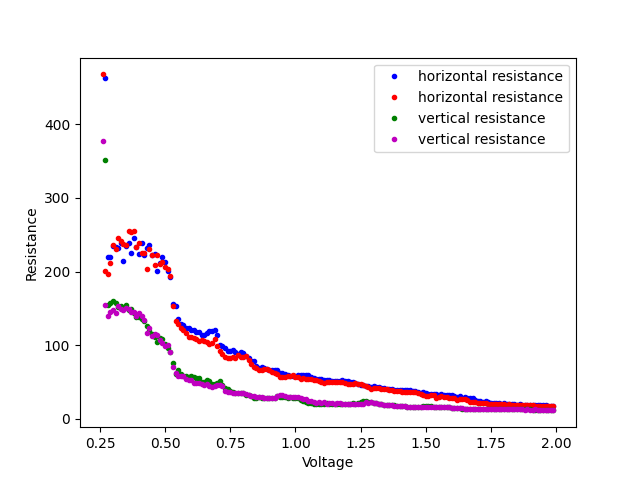 horizontal resistance
horizontal resistance
vertical resistance
vertical resistance
400
300
200
100
0
Resistance
0.25 0.50 0.75 1.00 1.25 1.50 1.75 2.00
Voltage